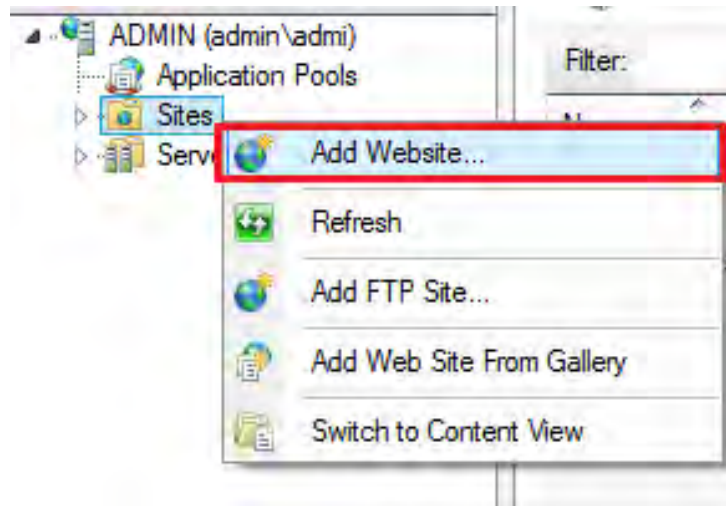 ADMIN (admin\admi)
Filter:
Application Pools
Sites
Add Website...
Refresh
Add FTP Site...
Add Web Site From Gallery
Switch to Content View